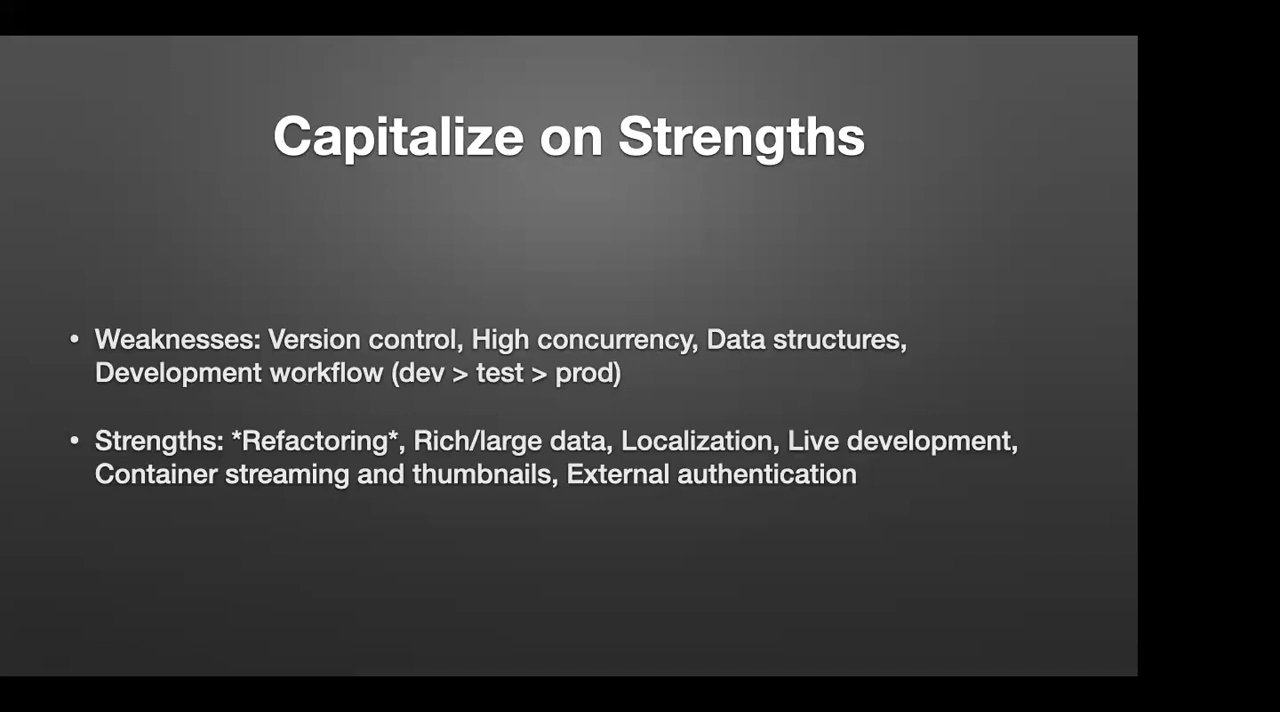 Capitalize on Strengths
• Weaknesses: Version control, High concurrency, Data structures,
Development workflow (dev > test > prod)
• Strengths: *Refactoring*, Rich/large data, Localization, Live development,
Container streaming and thumbnails, External authentication